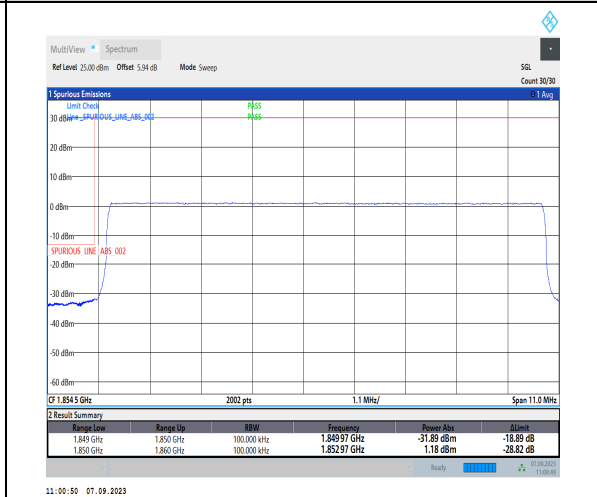 MultiView Spectrum
Ref Level 25.00 dBm Offset 5.94 dB Mode Sweep SGL
Count 30/30
1 Spurious Emissions 1 Avg
Limit Check PASS
30 dBm Line _SPURIOUS_LINE_ABS_002 PASS
20 dBm
10 dBm
0 dBm
-10 dBm
SPURIOUS_LINE_ABS_002
-20 dBm
-30 dBm
-40 dBm
-50 dBm
-60 dBm
CF 1.854 5 GHz 2002 pts 1.1 MHz/ Span 11.0 MHz
2 Result Summary
Range Low Range Up RBW Frequency Power Abs ΔLimit
1.849 GHz 1.850 GHz 100.000 kHz 1.84997 GHz -31.89 dBm -18.89 dB
1.850 GHz 1.860 GHz 100.000 kHz 1.85297 GHz 1.18 dBm -28.82 dB
Ready 07.09.2023
11:00:49
11:00:50 07.09.2023